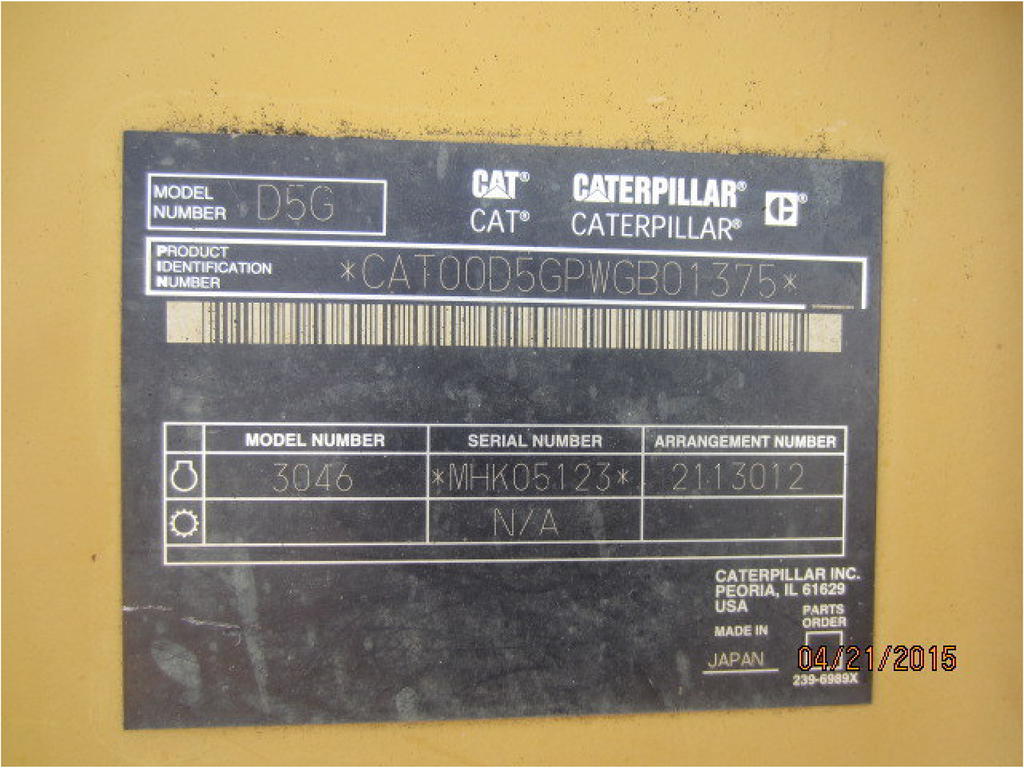 MODEL NUMBER D5G
CAT® CATERPILLAR®
CAT® CATERPILLAR®
PRODUCT IDENTIFICATION NUMBER *CAT00D5GPWGB01375*
MODEL NUMBER SERIAL NUMBER ARRANGEMENT NUMBER
3046 *MHK05123* 2113012
N/A
CATERPILLAR INC.
PEORIA, IL 61629
USA
PARTS
ORDER
MADE IN
JAPAN
239-6989X
04/21/2015